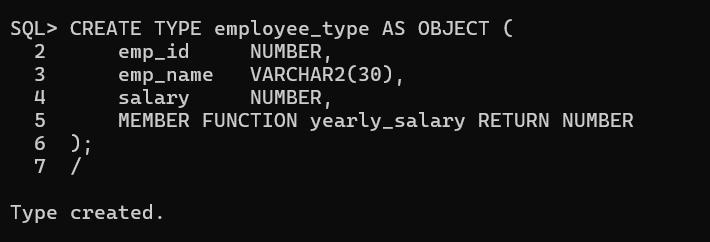 SQL> CREATE TYPE employee_type AS OBJECT (
  2      emp_id     NUMBER,
  3      emp_name   VARCHAR2(30),
  4      salary     NUMBER,
  5      MEMBER FUNCTION yearly_salary RETURN NUMBER
  6  );
  7  /
Type created.